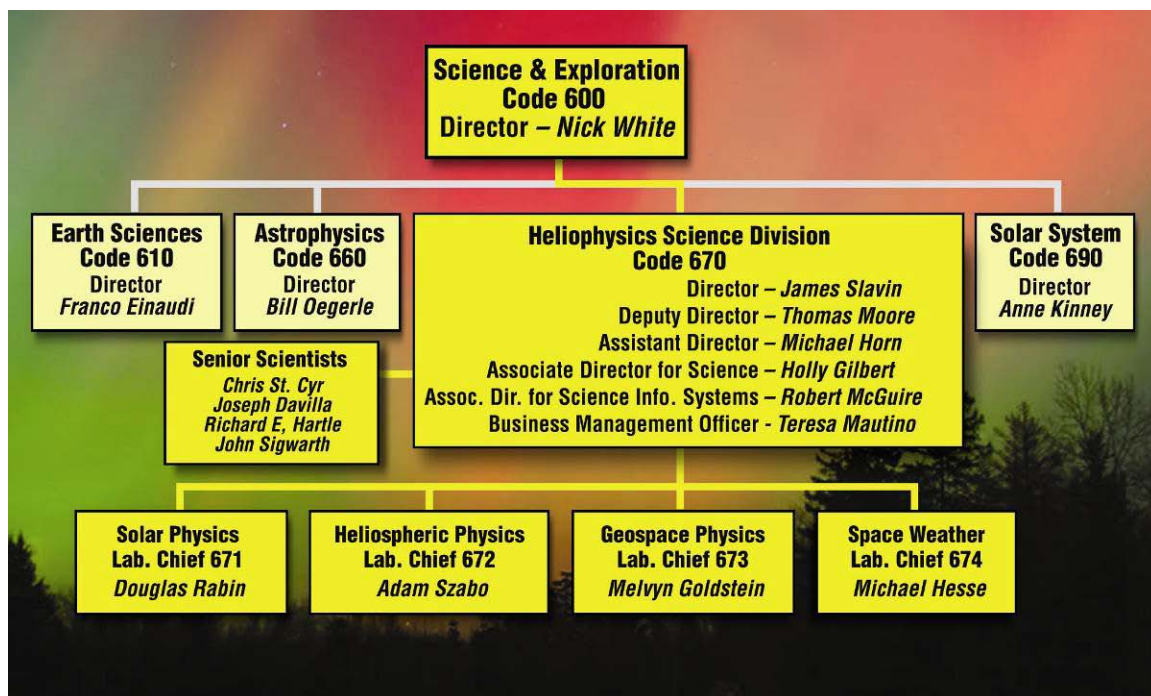 Science & Exploration
Code 600
Director – Nick White
Earth Sciences
Code 610
Director
Franco Einaudi
Astrophysics
Code 660
Director
Bill Oegerle
Heliophysics Science Division
Code 670
Director – James Slavin
Deputy Director – Thomas Moore
Assistant Director – Michael Horn
Associate Director for Science – Holly Gilbert
Assoc. Dir. for Science Info. Systems – Robert McGuire
Business Management Officer - Teresa Mautino
Solar System
Code 690
Director
Anne Kinney
Senior Scientists
Chris St. Cyr
Joseph Davilla
Richard E, Hartle
John Sigwarth
Solar Physics
Lab. Chief 671
Douglas Rabin
Heliospheric Physics
Lab. Chief 672
Adam Szabo
Geospace Physics
Lab. Chief 673
Melvyn Goldstein
Space Weather
Lab. Chief 674
Michael Hesse